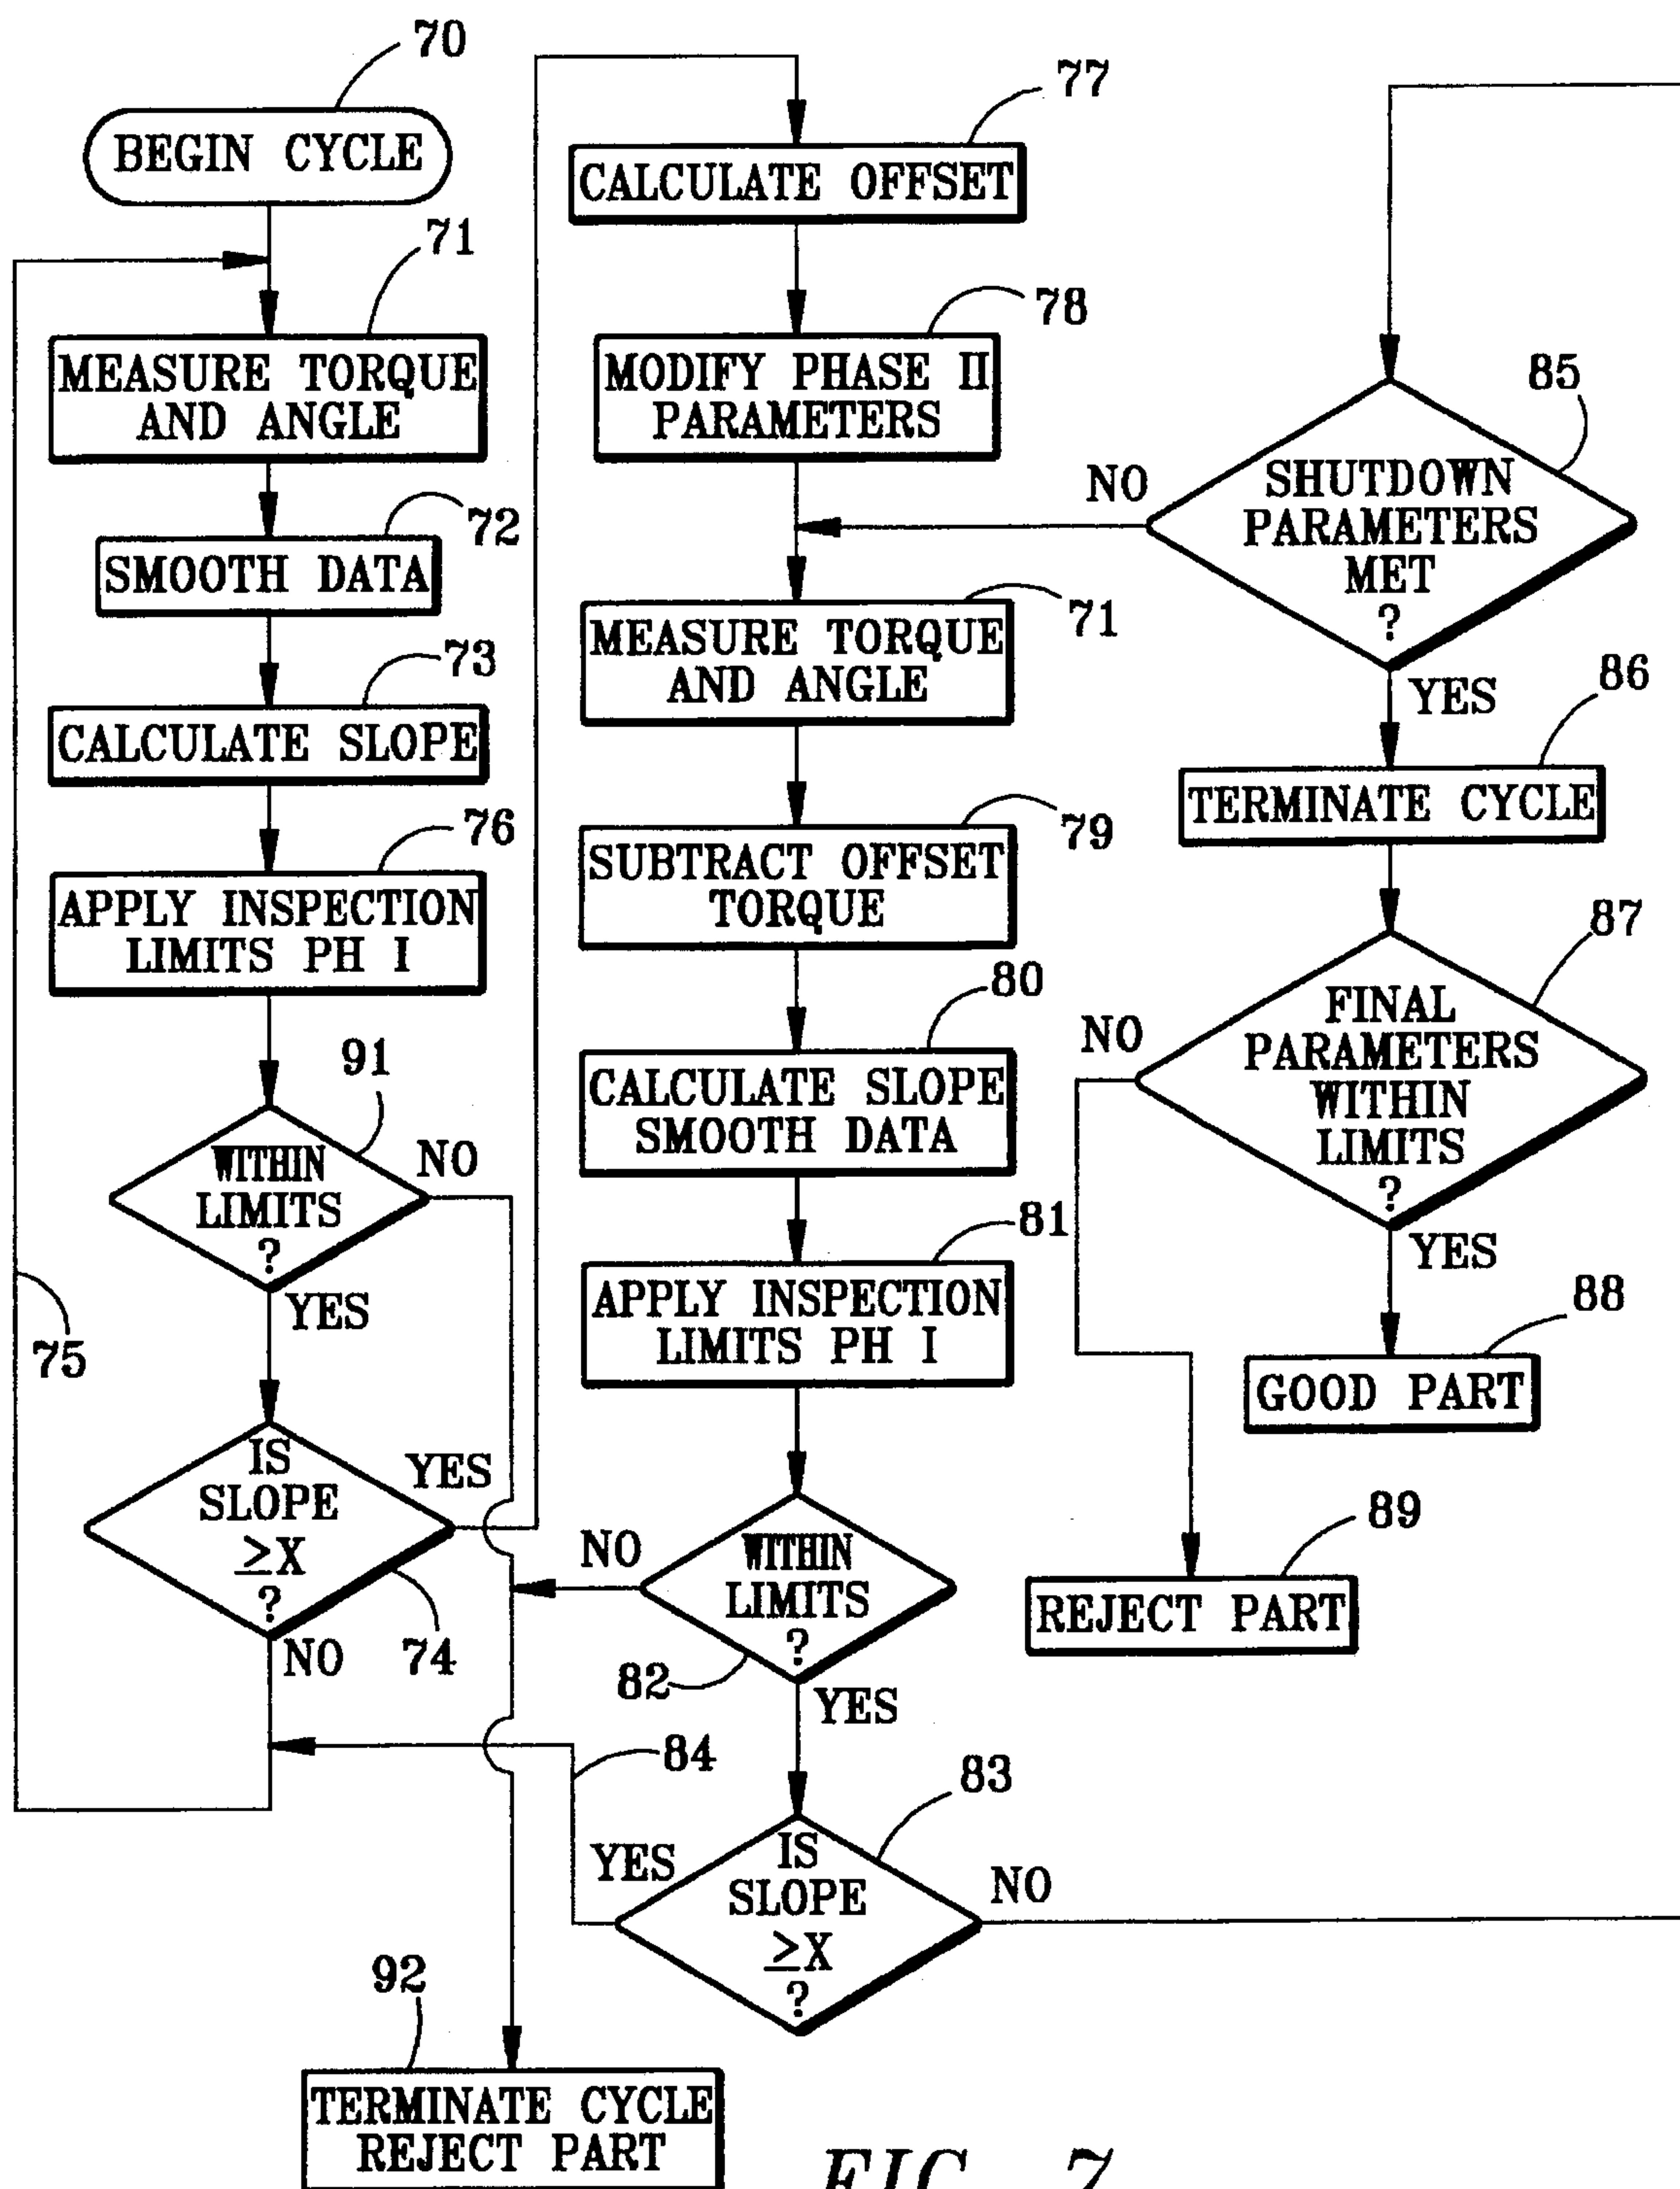 70
BEGIN CYCLE
71
MEASURE TORQUE
AND ANGLE
72
SMOOTH DATA
73
CALCULATE SLOPE
76
APPLY INSPECTION
LIMITS PH I
91
WITHIN
LIMITS
?
NO
YES
75
IS
SLOPE
≥X
?
YES
74
NO
77
CALCULATE OFFSET
78
MODIFY PHASE II
PARAMETERS
71
MEASURE TORQUE
AND ANGLE
79
SUBTRACT OFFSET
TORQUE
80
CALCULATE SLOPE
SMOOTH DATA
81
APPLY INSPECTION
LIMITS PH I
NO
WITHIN
LIMITS
?
82
YES
84
83
YES
IS
SLOPE
≥X
?
NO
92
TERMINATE CYCLE
REJECT PART
85
NO
SHUTDOWN
PARAMETERS
MET
?
YES
86
TERMINATE CYCLE
87
NO
FINAL
PARAMETERS
WITHIN
LIMITS
?
YES
88
GOOD PART
89
REJECT PART
FIG. 7